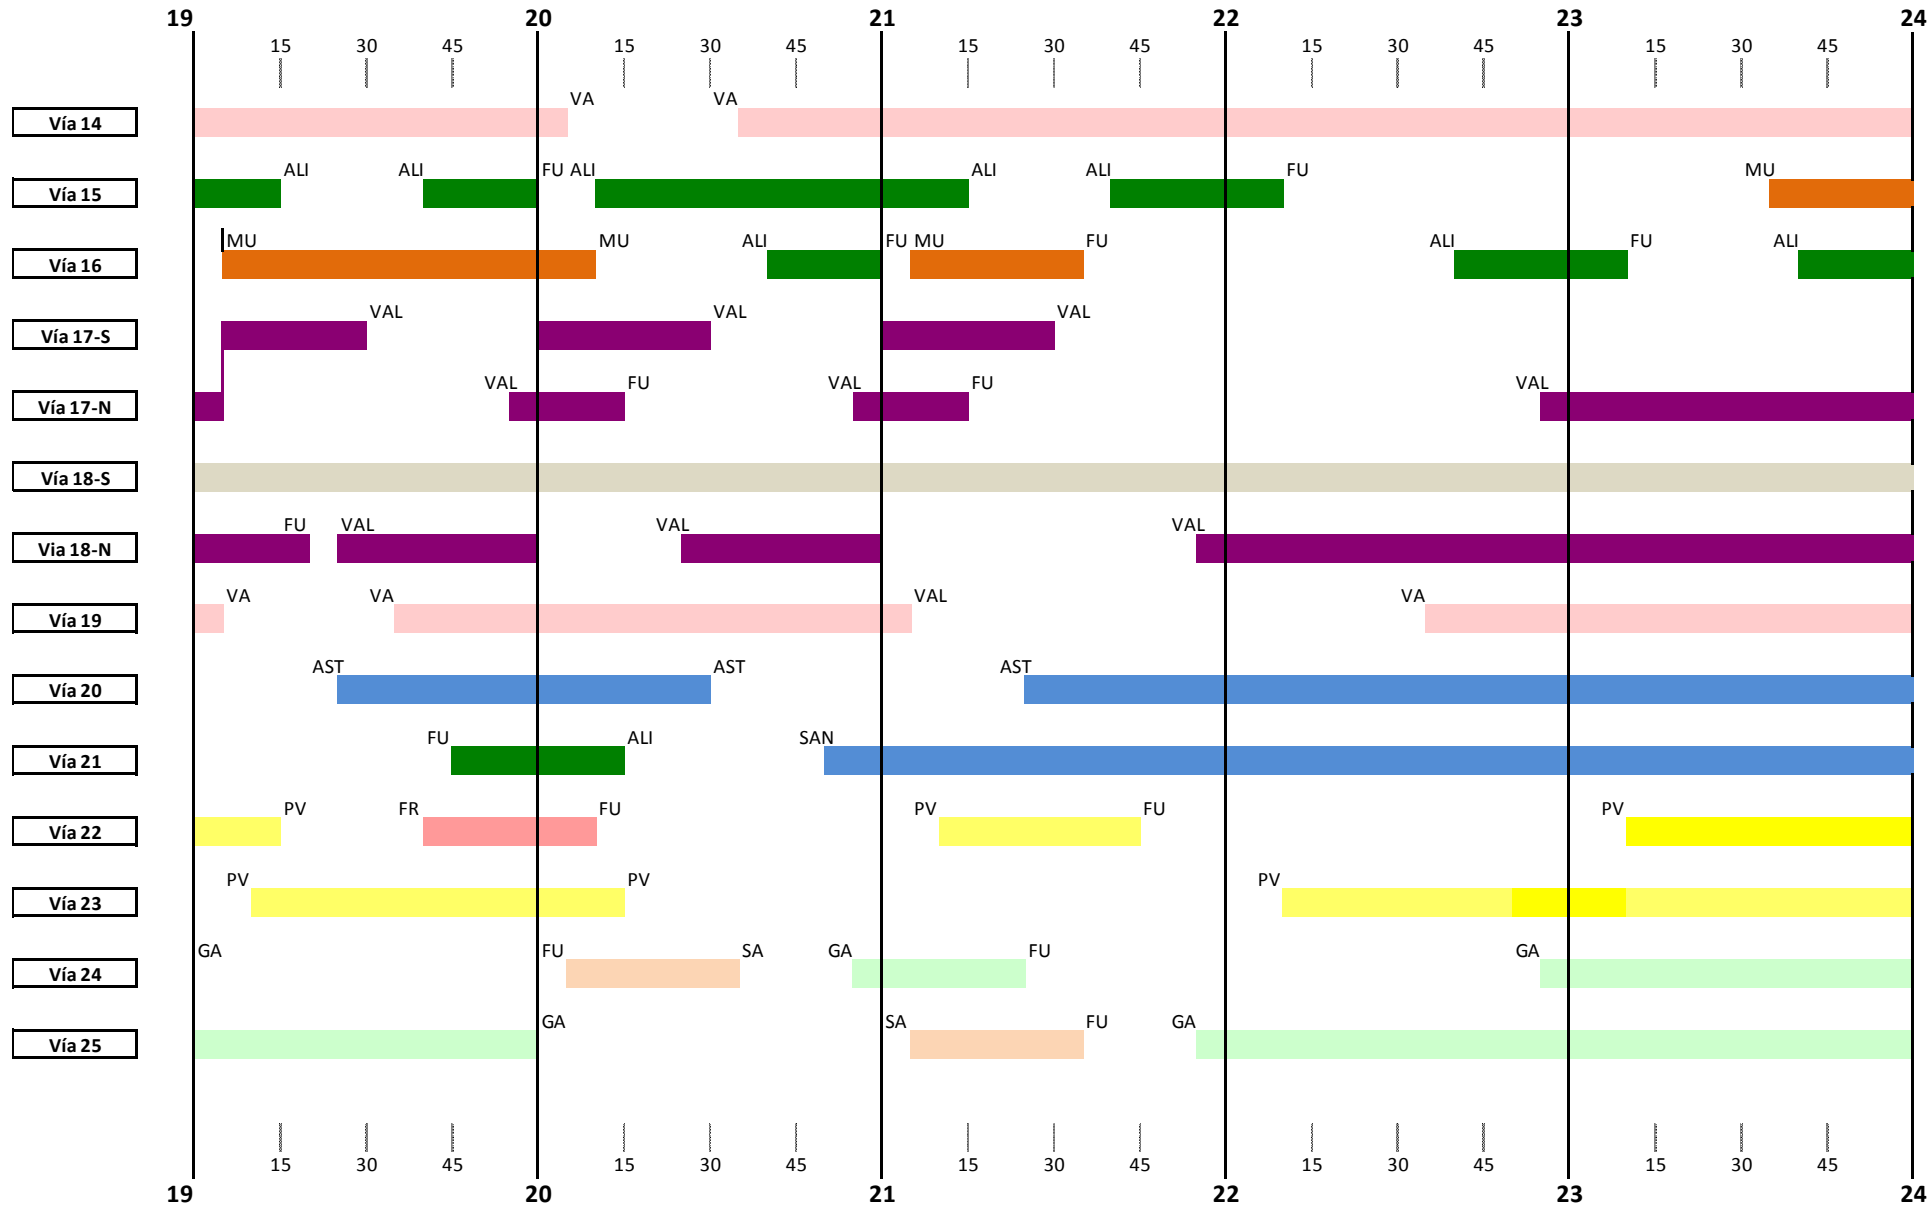 19 20 21 22 23 24
15 30 45 15 30 45 15 30 45 15 30 45 15 30 45
VA VA
Vía 14
ALI ALI FU ALI ALI ALI FU MU
Vía 15
MU MU ALI FU MU FU ALI FU ALI
Vía 16
VAL VAL VAL
Vía 17-S
VAL FU VAL FU VAL
Vía 17-N
Vía 18-S
FU VAL VAL VAL
Via 18-N
VA VA VAL VA
Vía 19
AST AST AST
Vía 20
FU ALI SAN
Vía 21
PV FR FU PV FU PV
Vía 22
PV PV PV
Vía 23
GA FU SA GA FU GA
Vía 24
GA SA FU GA
Vía 25
15 30 45 15 30 45 15 30 45 15 30 45 15 30 45
19 20 21 22 23 24